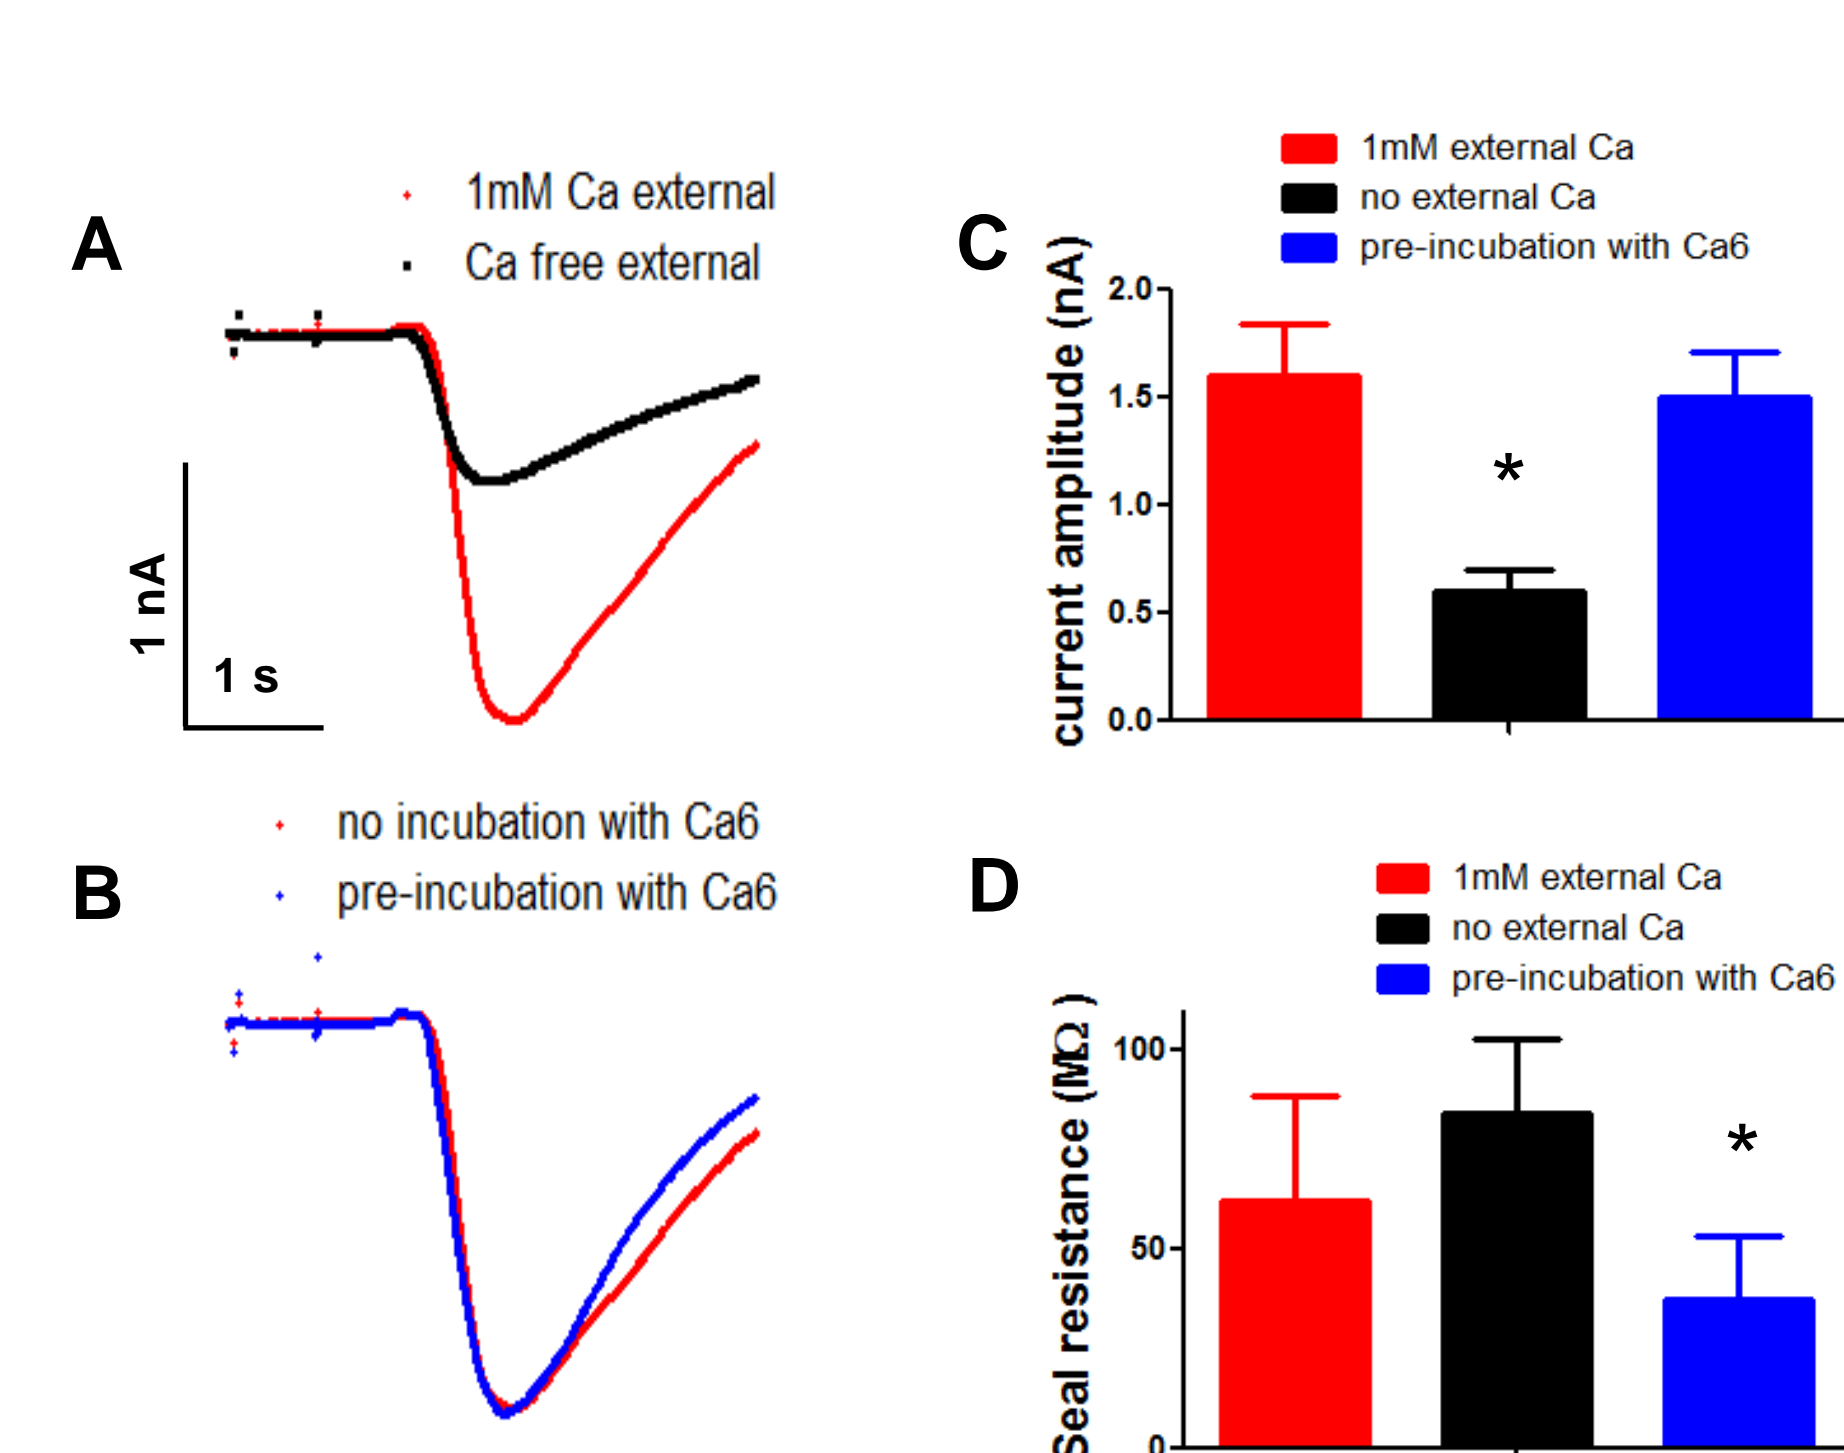 A
1mM Ca external
Ca free external
1 nA
1 s
B
no incubation with Ca6
pre-incubation with Ca6
C
1mM external Ca
no external Ca
pre-incubation with Ca6
current amplitude (nA)
2.0
1.5
1.0
0.5
0.0
*
D
1mM external Ca
no external Ca
pre-incubation with Ca6
Seal resistance (MΩ )
100
50
0
*